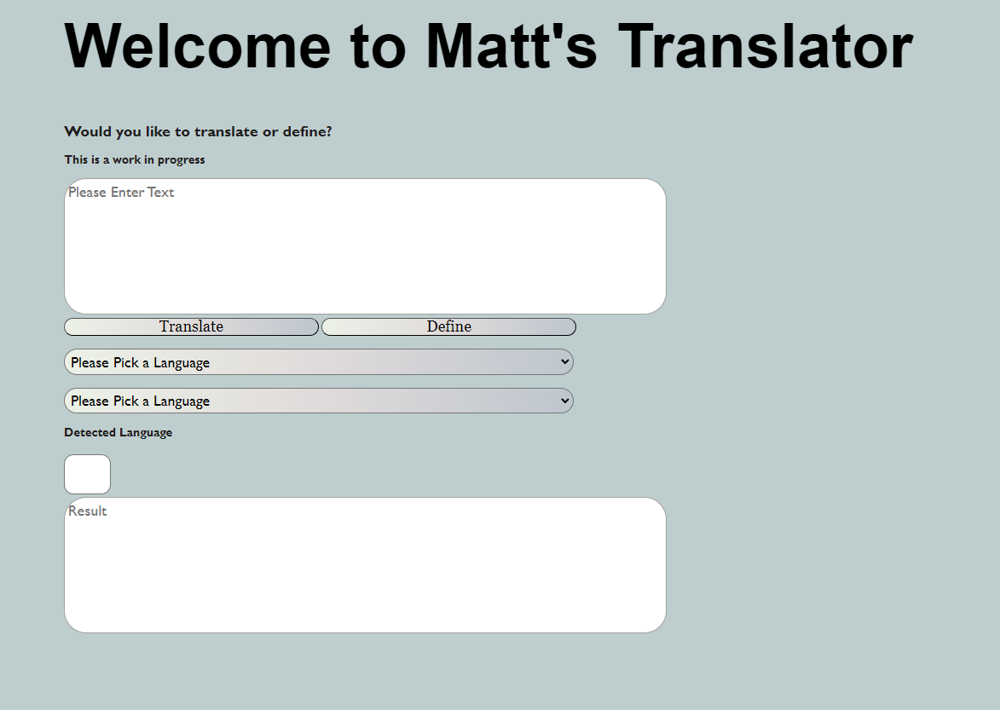 Welcome to Matt's Translator
Would you like to translate or define?
This is a work in progress
Please Enter Text
Translate Define
Please Pick a Language
Please Pick a Language
Detected Language
Result